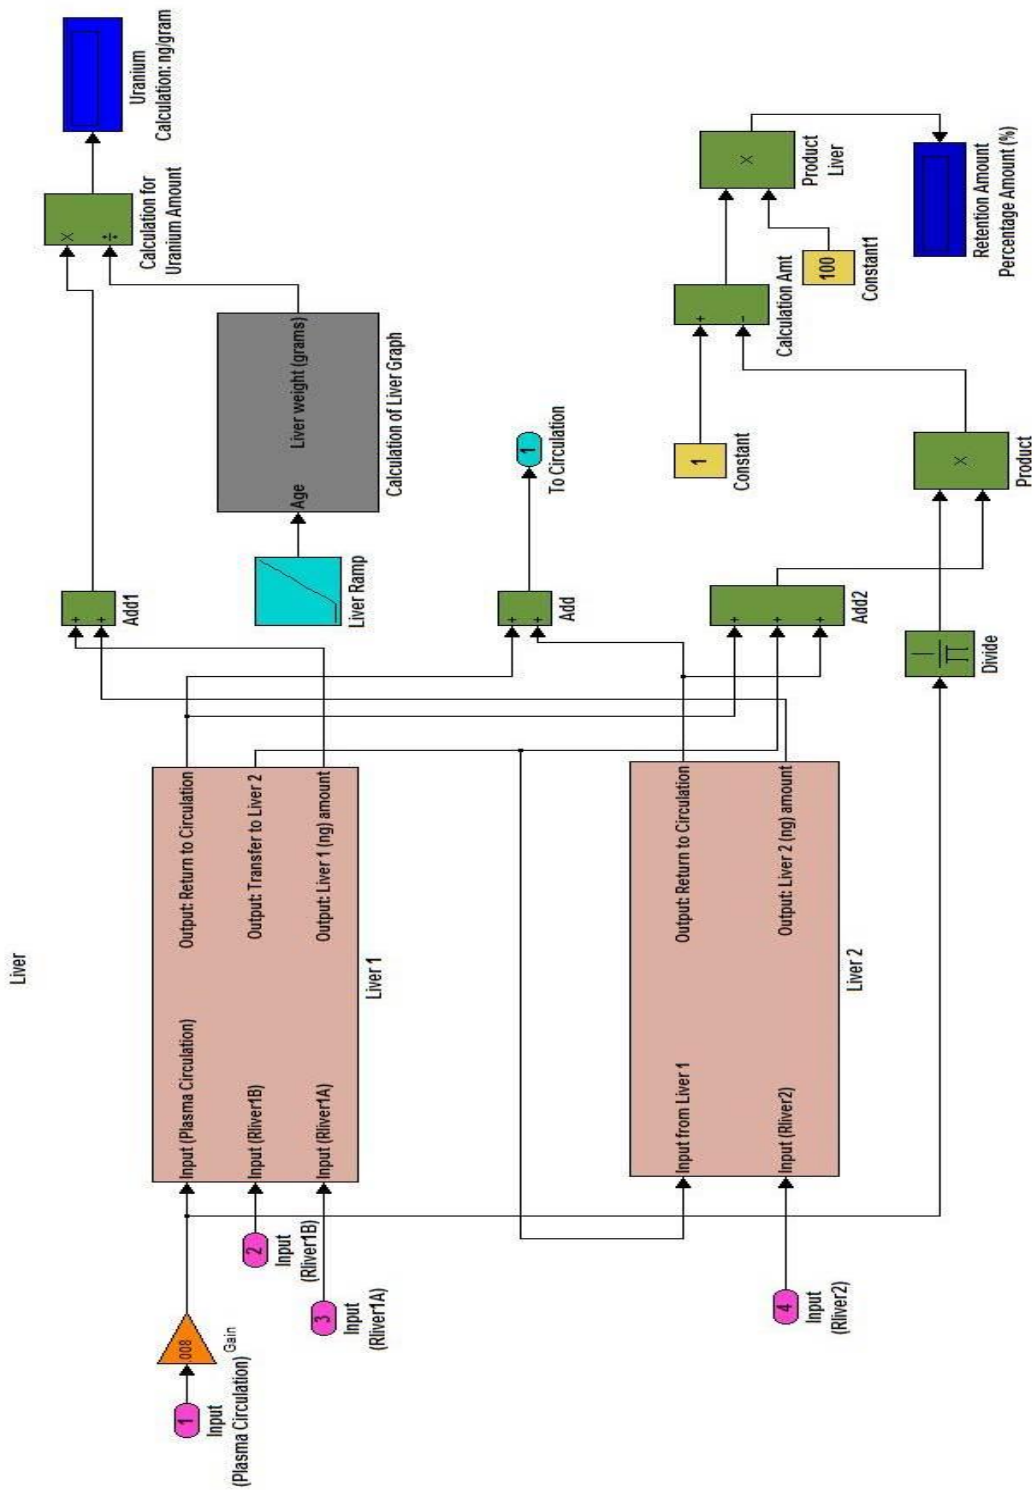 Liver
1
Input
(Plasma Circulation)
.008
Gain
2
Input
(Rliver1B)
3
Input
(Rliver1A)
Input (Plasma Circulation)
Input (Rliver1B)
Input (Rliver1A)
Output: Return to Circulation
Output: Transfer to Liver 2
Output: Liver 1 (ng) amount
Liver 1
4
Input
(Rliver2)
Input from Liver 1
Input (Rliver2)
Output: Return to Circulation
Output: Liver 2 (ng) amount
Liver 2
+
+
Add1
Liver Ramp
Age
Liver weight (grams)
Calculation of Liver Graph
×
÷
Calculation for
Uranium Amount
Uranium
Calculation: ng/gram
+
+
Add
1
To Circulation
+
+
+
Add2
Divide
×
Product
1
Constant
+
-
Calculation Amt
100
Constant1
×
Product
Liver
Retention Amount
Percentage Amount (%)